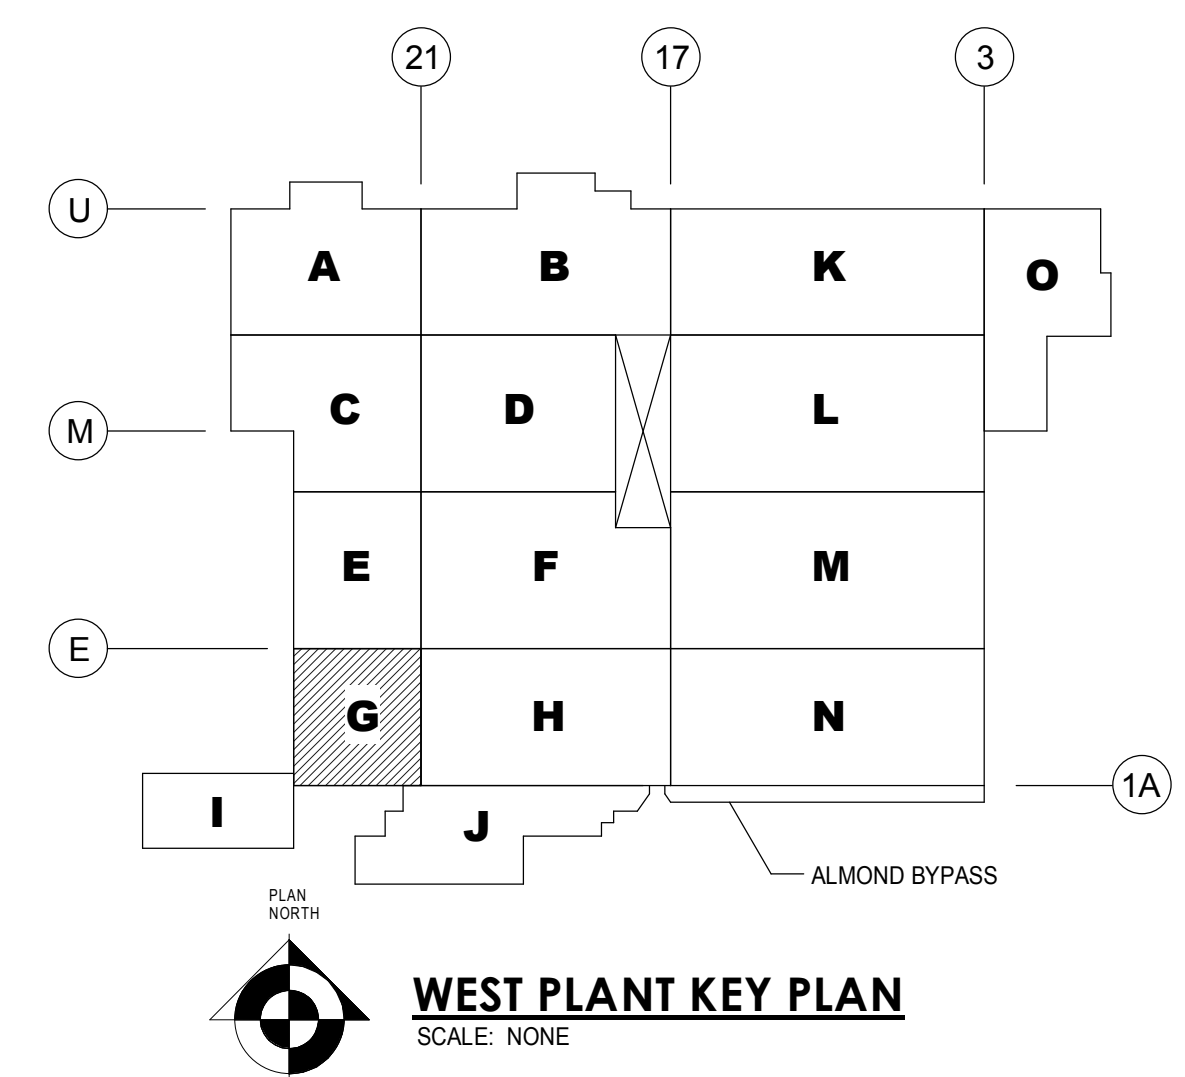 21
17
3
U
A
B
K
O
M
C
D
L
E
F
M
E
G
H
N
1A
I
J
ALMOND BYPASS
PLAN
NORTH
WEST PLANT KEY PLAN
SCALE: NONE